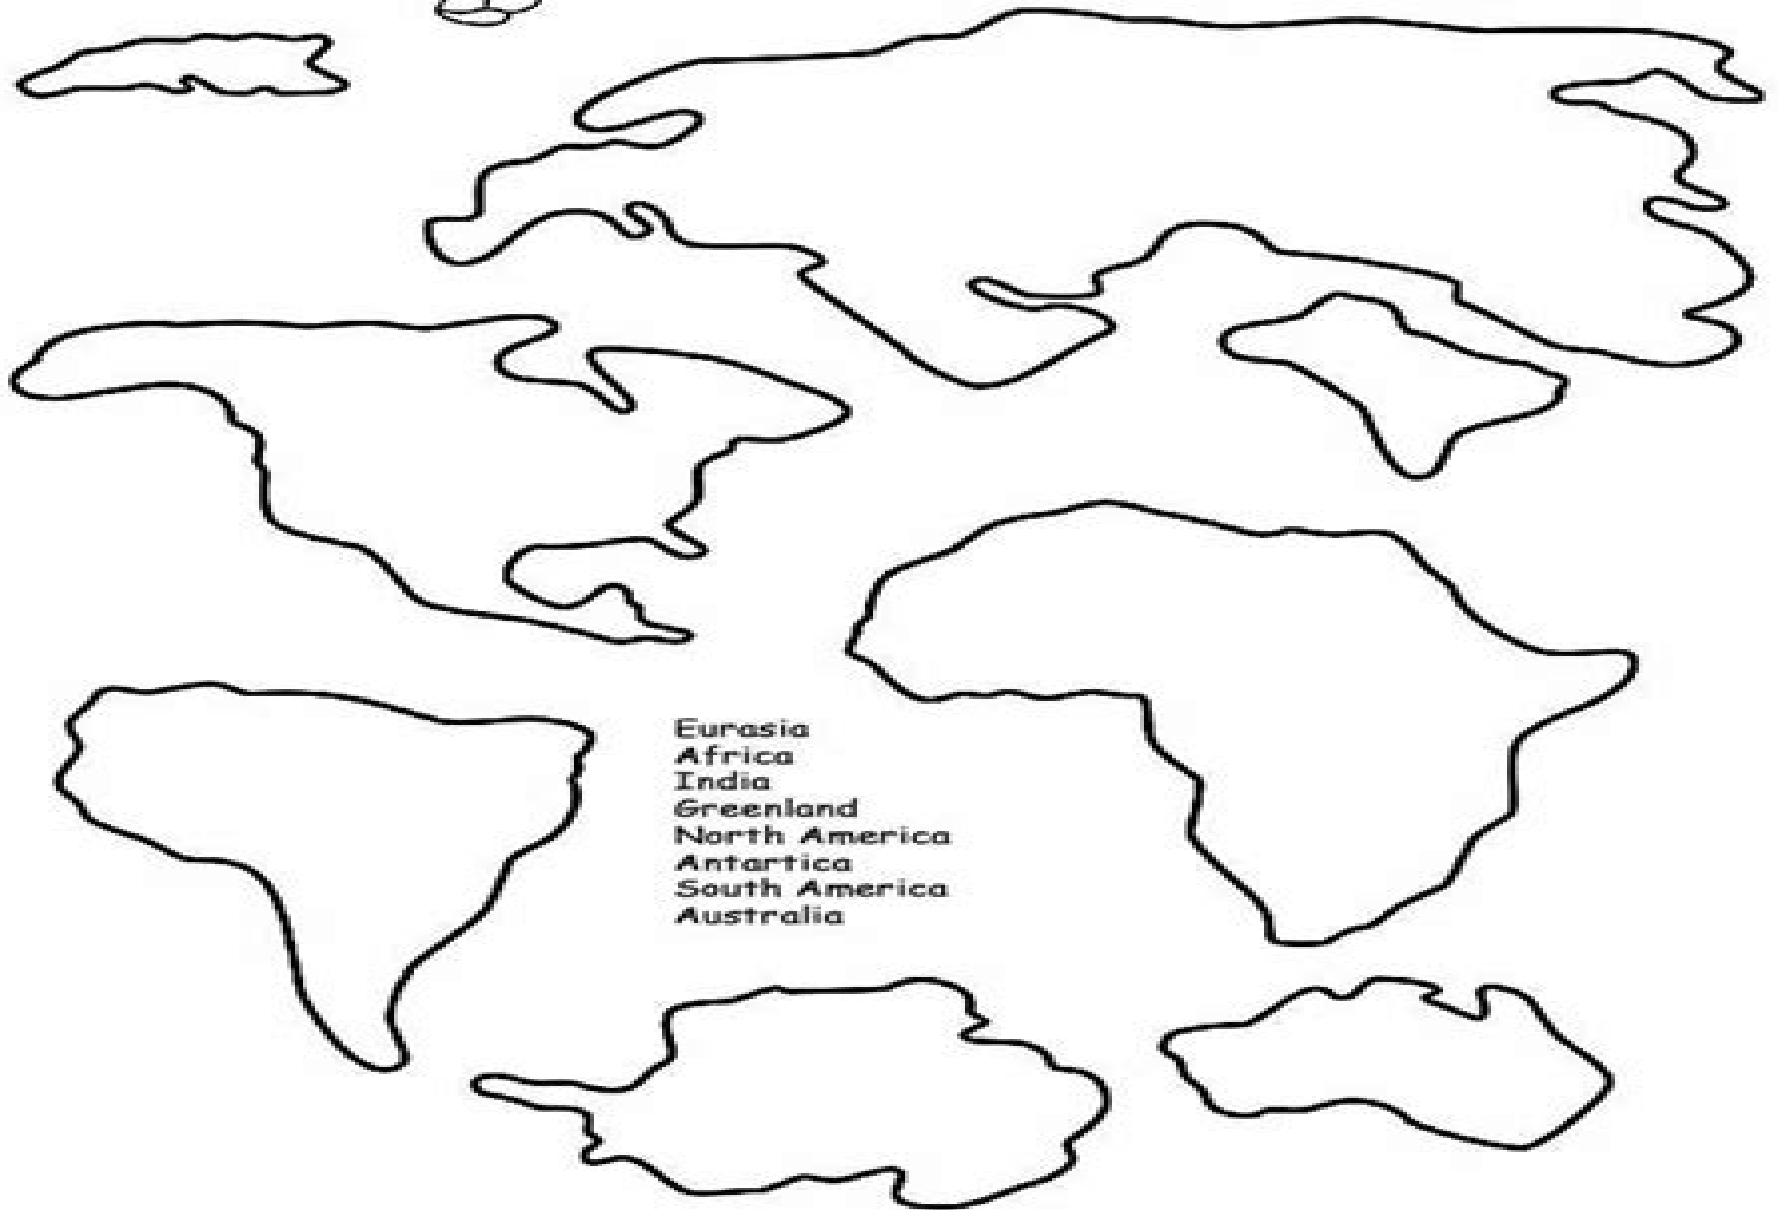 Eurasia
Africa
India
Greenland
North America
Antartica
South America
Australia